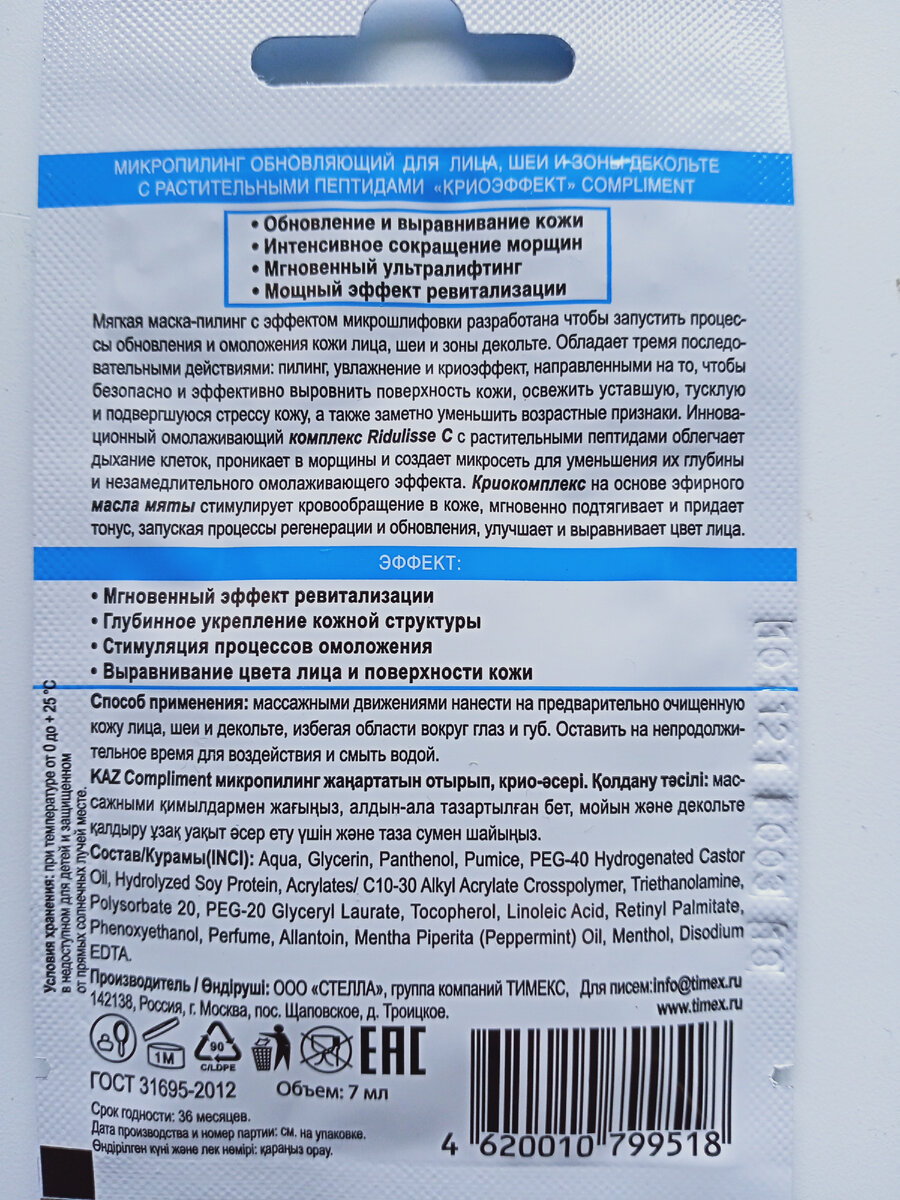 МИКРОПИЛИНГ ОБНОВЛЯЮЩИЙ ДЛЯ ЛИЦА, ШЕИ И ЗОНЫ ДЕКОЛЬТЕ
С РАСТИТЕЛЬНЫМИ ПЕПТИДАМИ «КРИОЭФФЕКТ» COMPLIMENT
• Обновление и выравнивание кожи
• Интенсивное сокращение морщин
• Мгновенный ультралифтинг
• Мощный эффект ревитализации
Мягкая маска-пилинг с эффектом микрошлифовки разработана чтобы запустить процес-
сы обновления и омоложения кожи лица, шеи и зоны декольте. Обладает тремя последо-
вательными действиями: пилинг, увлажнение и криоэффект, направленными на то, чтобы
безопасно и эффективно выровнить поверхность кожи, освежить уставшую, тусклую
и подвергшуюся стрессу кожу, а также заметно уменьшить возрастные признаки. Иннова-
ционный омолаживающий комплекс Ridulisse C с растительными пептидами облегчает
дыхание клеток, проникает в морщины и создает микросеть для уменьшения их глубины
и незамедлительного омолаживающего эффекта. Криокомплекс на основе эфирного
масла мяты стимулирует кровообращение в коже, мгновенно подтягивает и придает
тонус, запуская процессы регенерации и обновления, улучшает и выравнивает цвет лица.
ЭФФЕКТ:
• Мгновенный эффект ревитализации
• Глубинное укрепление кожной структуры
• Стимуляция процессов омоложения
• Выравнивание цвета лица и поверхности кожи
Способ применения: массажными движениями нанести на предварительно очищенную
кожу лица, шеи и декольте, избегая области вокруг глаз и губ. Оставить на непродолжи-
тельное время для воздействия и смыть водой.
KAZ Compliment микропилинг жаңартатын отырып, крио-әсері. Қолдану тәсілі: мас-
сажными қимылдармен жағыңыз, алдын-ала тазартылған бет, мойын және декольте
қалдыру ұзақ уақыт әсер ету үшін және таза сумен шайыңыз.
Состав/Курамы(INCI): Aqua, Glycerin, Panthenol, Pumice, PEG-40 Hydrogenated Castor
Oil, Hydrolyzed Soy Protein, Acrylates/ C10-30 Alkyl Acrylate Crosspolymer, Triethanolamine,
Polysorbate 20, PEG-20 Glyceryl Laurate, Tocopherol, Linoleic Acid, Retinyl Palmitate,
Phenoxyethanol, Perfume, Allantoin, Mentha Piperita (Peppermint) Oil, Menthol, Disodium
EDTA.
Производитель / Өндіруші: ООО «СТЕЛЛА», группа компаний ТИМЕКС, Для писем:info@timex.ru
142138, Россия, г. Москва, пос. Щаповское, д. Троицкое. www.timex.ru
Условия хранения: при температуре от 0 до + 25 °C
в недоступном для детей и защищенном
от прямых солнечных лучей месте.
1M
90
C/LDPE
EAC
ГОСТ 31695-2012 Объем: 7 мл
Срок годности: 36 месяцев.
Дата производства и номер партии: см. на упаковке.
Өндірілген күні және лек нөмірі: қараңыз орау.
4 620010 799518